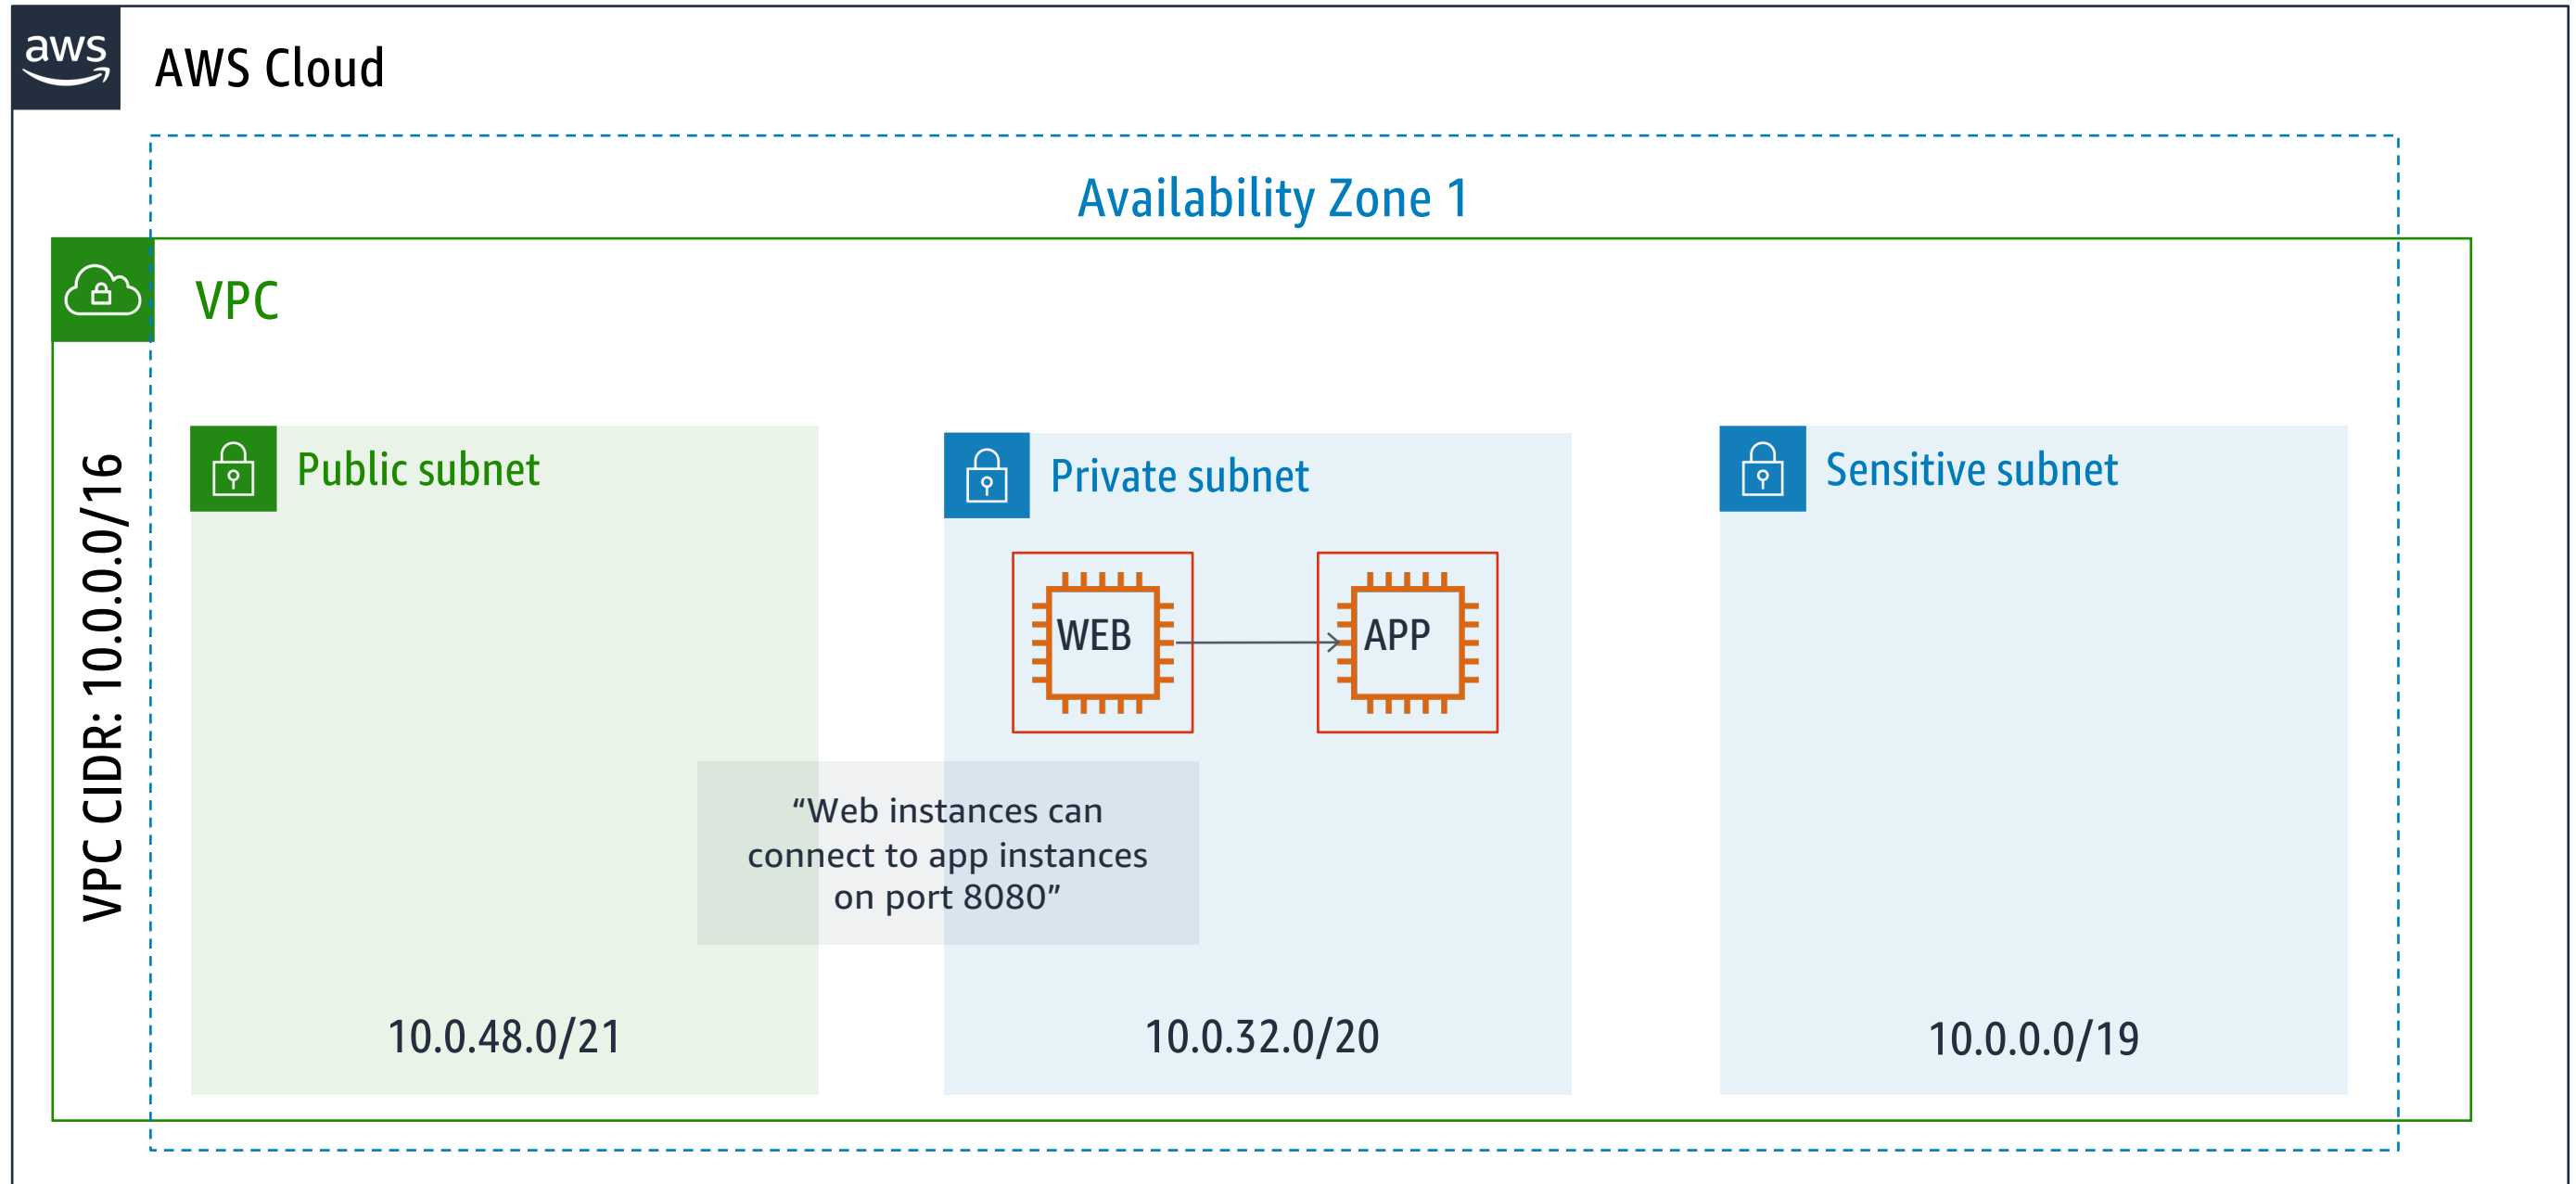 aws
AWS Cloud
Availability Zone 1
VPC
VPC CIDR: 10.0.0.0/16
Public subnet
Private subnet
Sensitive subnet
WEB
APP
“Web instances can
connect to app instances
on port 8080”
10.0.48.0/21
10.0.32.0/20
10.0.0.0/19